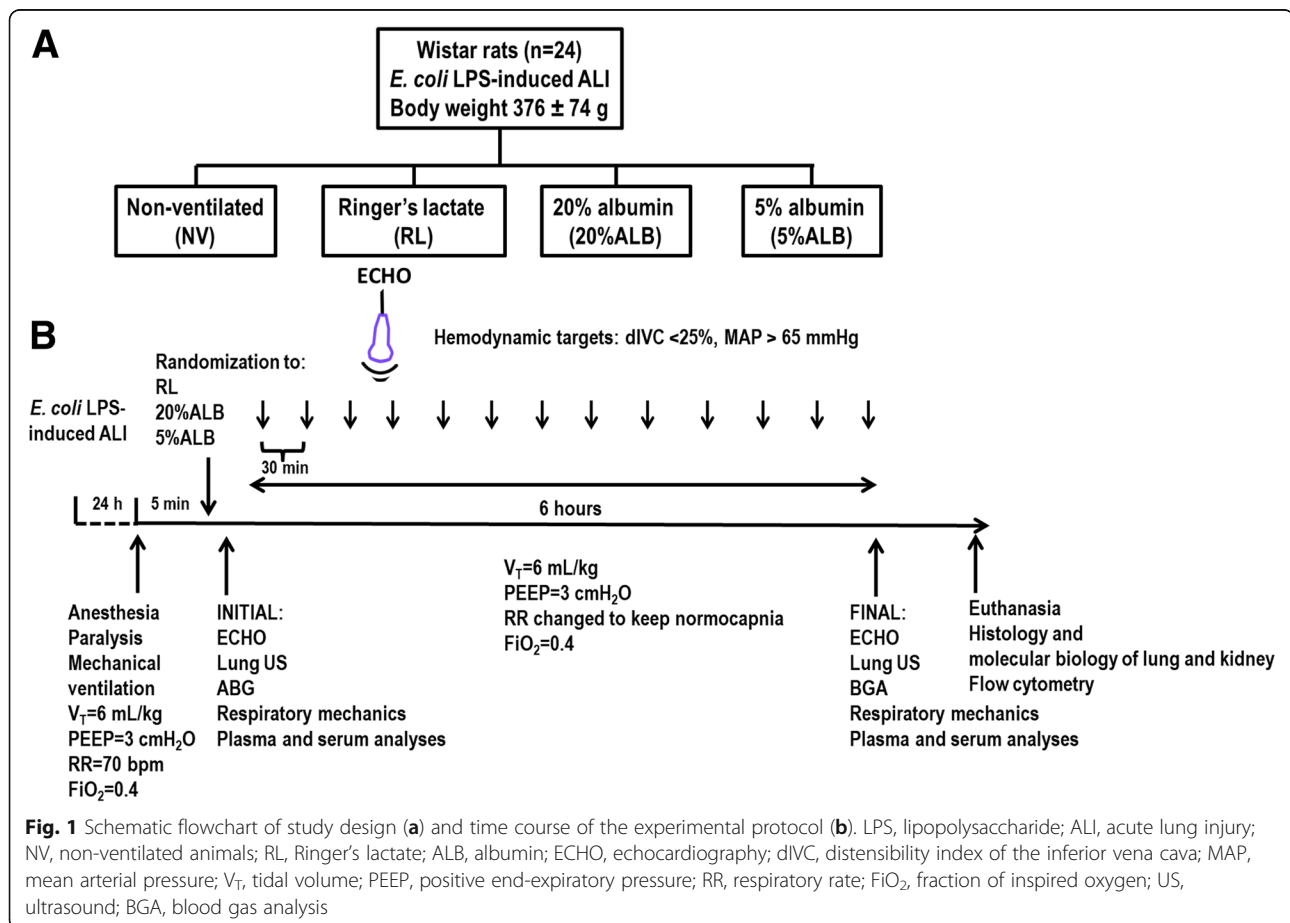 A
Wistar rats (n=24)
E. coli LPS-induced ALI
Body weight 376 ± 74 g
Non-ventilated
(NV)
Ringer's lactate
(RL)
20% albumin
(20%ALB)
5% albumin
(5%ALB)
ECHO
B
Hemodynamic targets: dIVC <25%, MAP > 65 mmHg
Randomization to:
RL
20%ALB
5%ALB
E. coli LPS-
induced ALI
30 min
24 h
5 min
6 hours
Anesthesia
Paralysis
Mechanical
ventilation
VT=6 mL/kg
PEEP=3 cmH2O
RR=70 bpm
FiO2=0.4
INITIAL:
ECHO
Lung US
ABG
Respiratory mechanics
Plasma and serum analyses
VT=6 mL/kg
PEEP=3 cmH2O
RR changed to keep normocapnia
FiO2=0.4
FINAL:
ECHO
Lung US
BGA
Respiratory mechanics
Plasma and serum analyses
Euthanasia
Histology and
molecular biology of lung and kidney
Flow cytometry
Fig. 1 Schematic flowchart of study design (a) and time course of the experimental protocol (b). LPS, lipopolysaccharide; ALI, acute lung injury;
NV, non-ventilated animals; RL, Ringer's lactate; ALB, albumin; ECHO, echocardiography; dIVC, distensibility index of the inferior vena cava; MAP,
mean arterial pressure; VT, tidal volume; PEEP, positive end-expiratory pressure; RR, respiratory rate; FiO2, fraction of inspired oxygen; US,
ultrasound; BGA, blood gas analysis